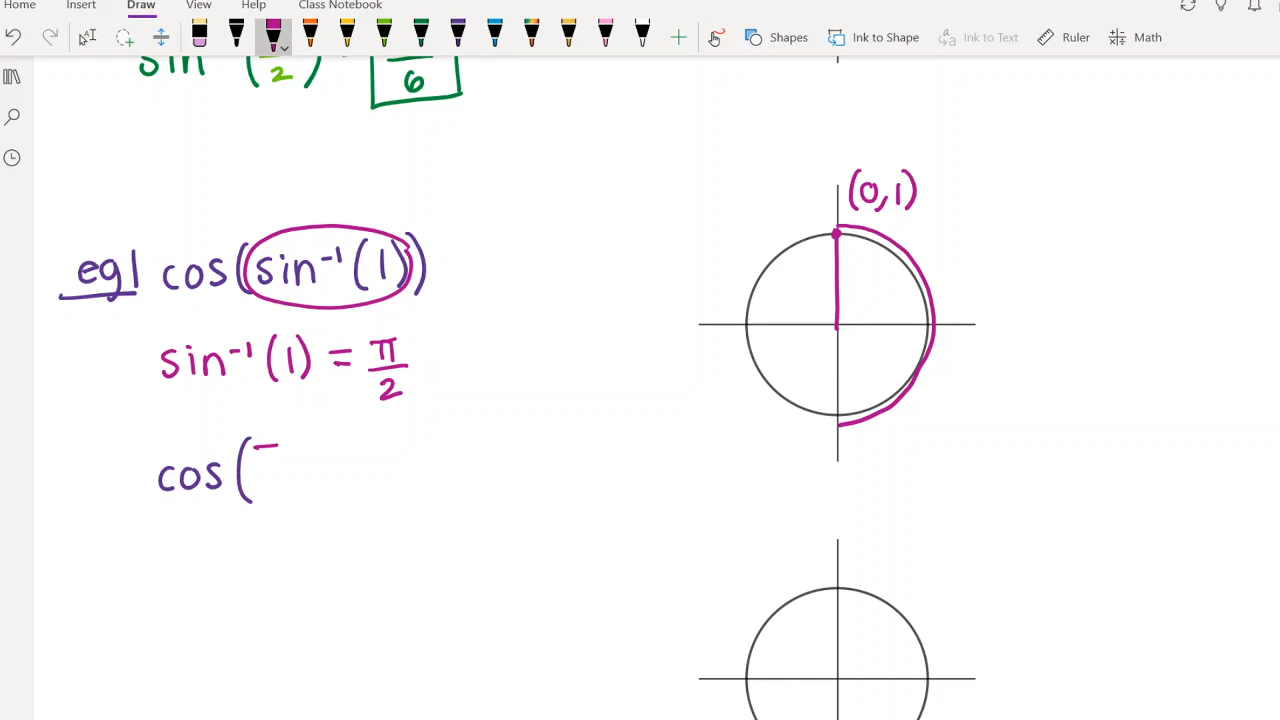 Home Insert Draw View Help Class Notebook
Shapes Ink to Shape Ink to Text Ruler Math
sin ( 2 ) 6
(0,1)
eg1 cos(sin⁻¹(1))
sin⁻¹(1) = π/2
cos(